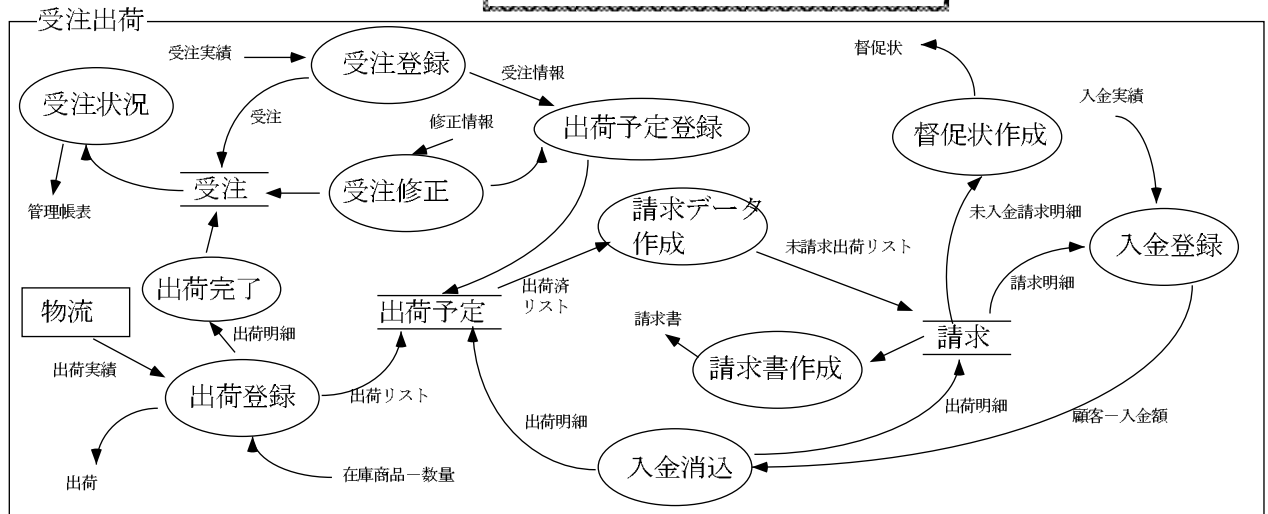 受注出荷
受注実績
受注登録
受注情報
督促状
受注状況
受注
修正情報
出荷予定登録
入金実績
督促状作成
受注
受注修正
管理帳表
請求データ
作成
未入金請求明細
入金登録
未請求出荷リスト
出荷完了
出荷済
リスト
請求明細
物流
出荷予定
請求書
請求
出荷明細
出荷実績
請求書作成
出荷登録
出荷リスト
出荷明細
出荷明細
顧客－入金額
入金消込
出荷
在庫商品－数量